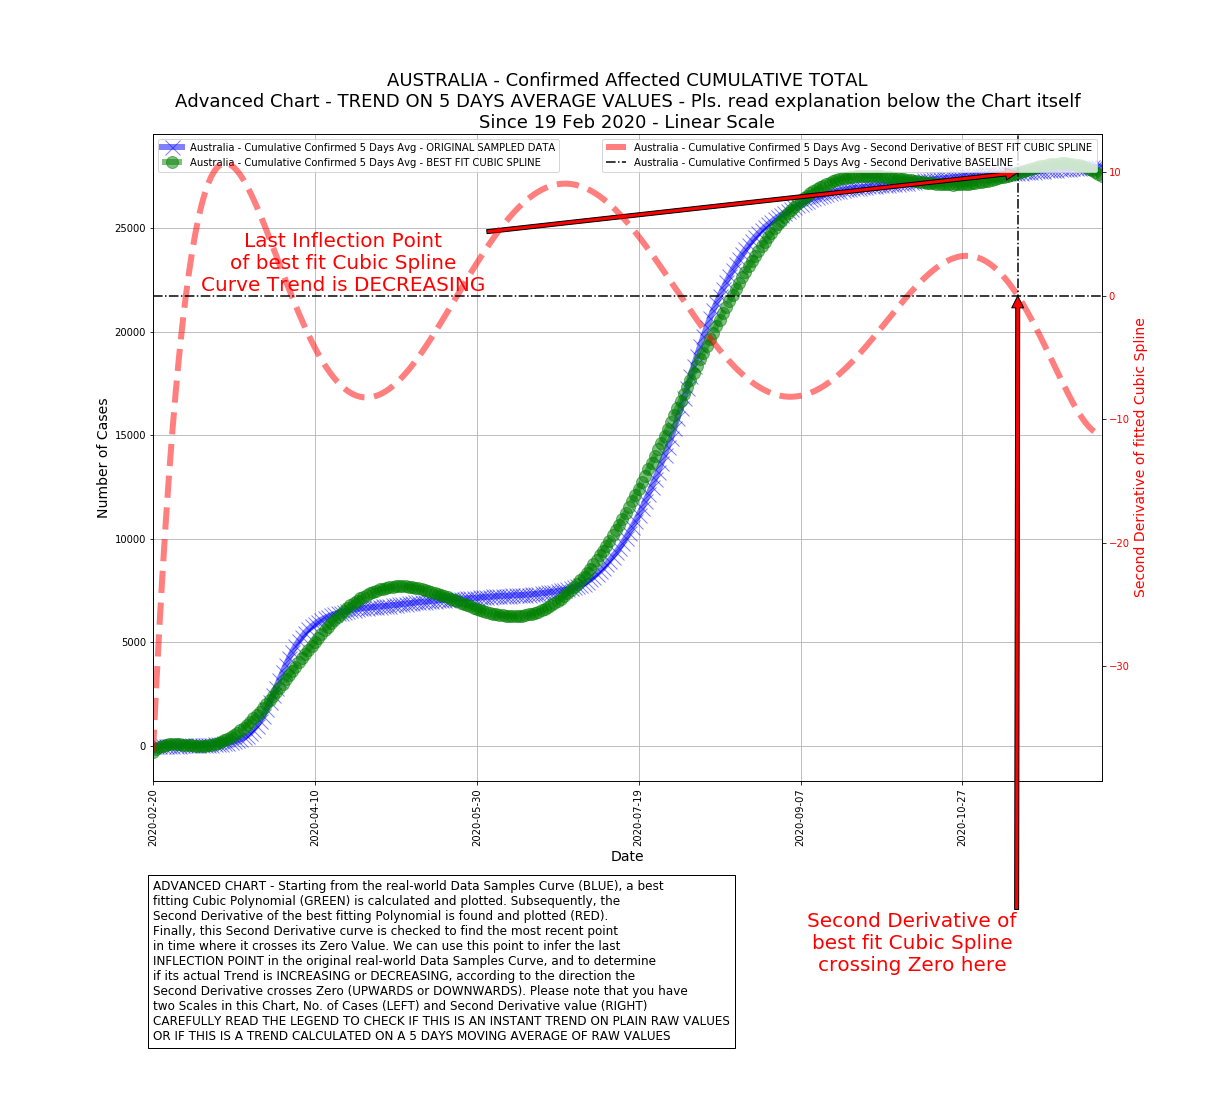 AUSTRALIA - Confirmed Affected CUMULATIVE TOTAL
Advanced Chart - TREND ON 5 DAYS AVERAGE VALUES - Pls. read explanation below the Chart itself
Since 19 Feb 2020 - Linear Scale
Australia - Cumulative Confirmed 5 Days Avg - ORIGINAL SAMPLED DATA
Australia - Cumulative Confirmed 5 Days Avg - BEST FIT CUBIC SPLINE
Australia - Cumulative Confirmed 5 Days Avg - Second Derivative of BEST FIT CUBIC SPLINE
Australia - Cumulative Confirmed 5 Days Avg - Second Derivative BASELINE
Last Inflection Point
of best fit Cubic Spline
Curve Trend is DECREASING
Number of Cases
25000
20000
15000
10000
5000
0
10
0
−10
−20
−30
Second Derivative of fitted Cubic Spline
2020-02-20
2020-04-10
2020-05-30
2020-07-19
2020-09-07
2020-10-27
Date
Second Derivative of
best fit Cubic Spline
crossing Zero here
ADVANCED CHART - Starting from the real-world Data Samples Curve (BLUE), a best
fitting Cubic Polynomial (GREEN) is calculated and plotted. Subsequently, the
Second Derivative of the best fitting Polynomial is found and plotted (RED).
Finally, this Second Derivative curve is checked to find the most recent point
in time where it crosses its Zero Value. We can use this point to infer the last
INFLECTION POINT in the original real-world Data Samples Curve, and to determine
if its actual Trend is INCREASING or DECREASING, according to the direction the
Second Derivative crosses Zero (UPWARDS or DOWNWARDS). Please note that you have
two Scales in this Chart, No. of Cases (LEFT) and Second Derivative value (RIGHT)
CAREFULLY READ THE LEGEND TO CHECK IF THIS IS AN INSTANT TREND ON PLAIN RAW VALUES
OR IF THIS IS A TREND CALCULATED ON A 5 DAYS MOVING AVERAGE OF RAW VALUES